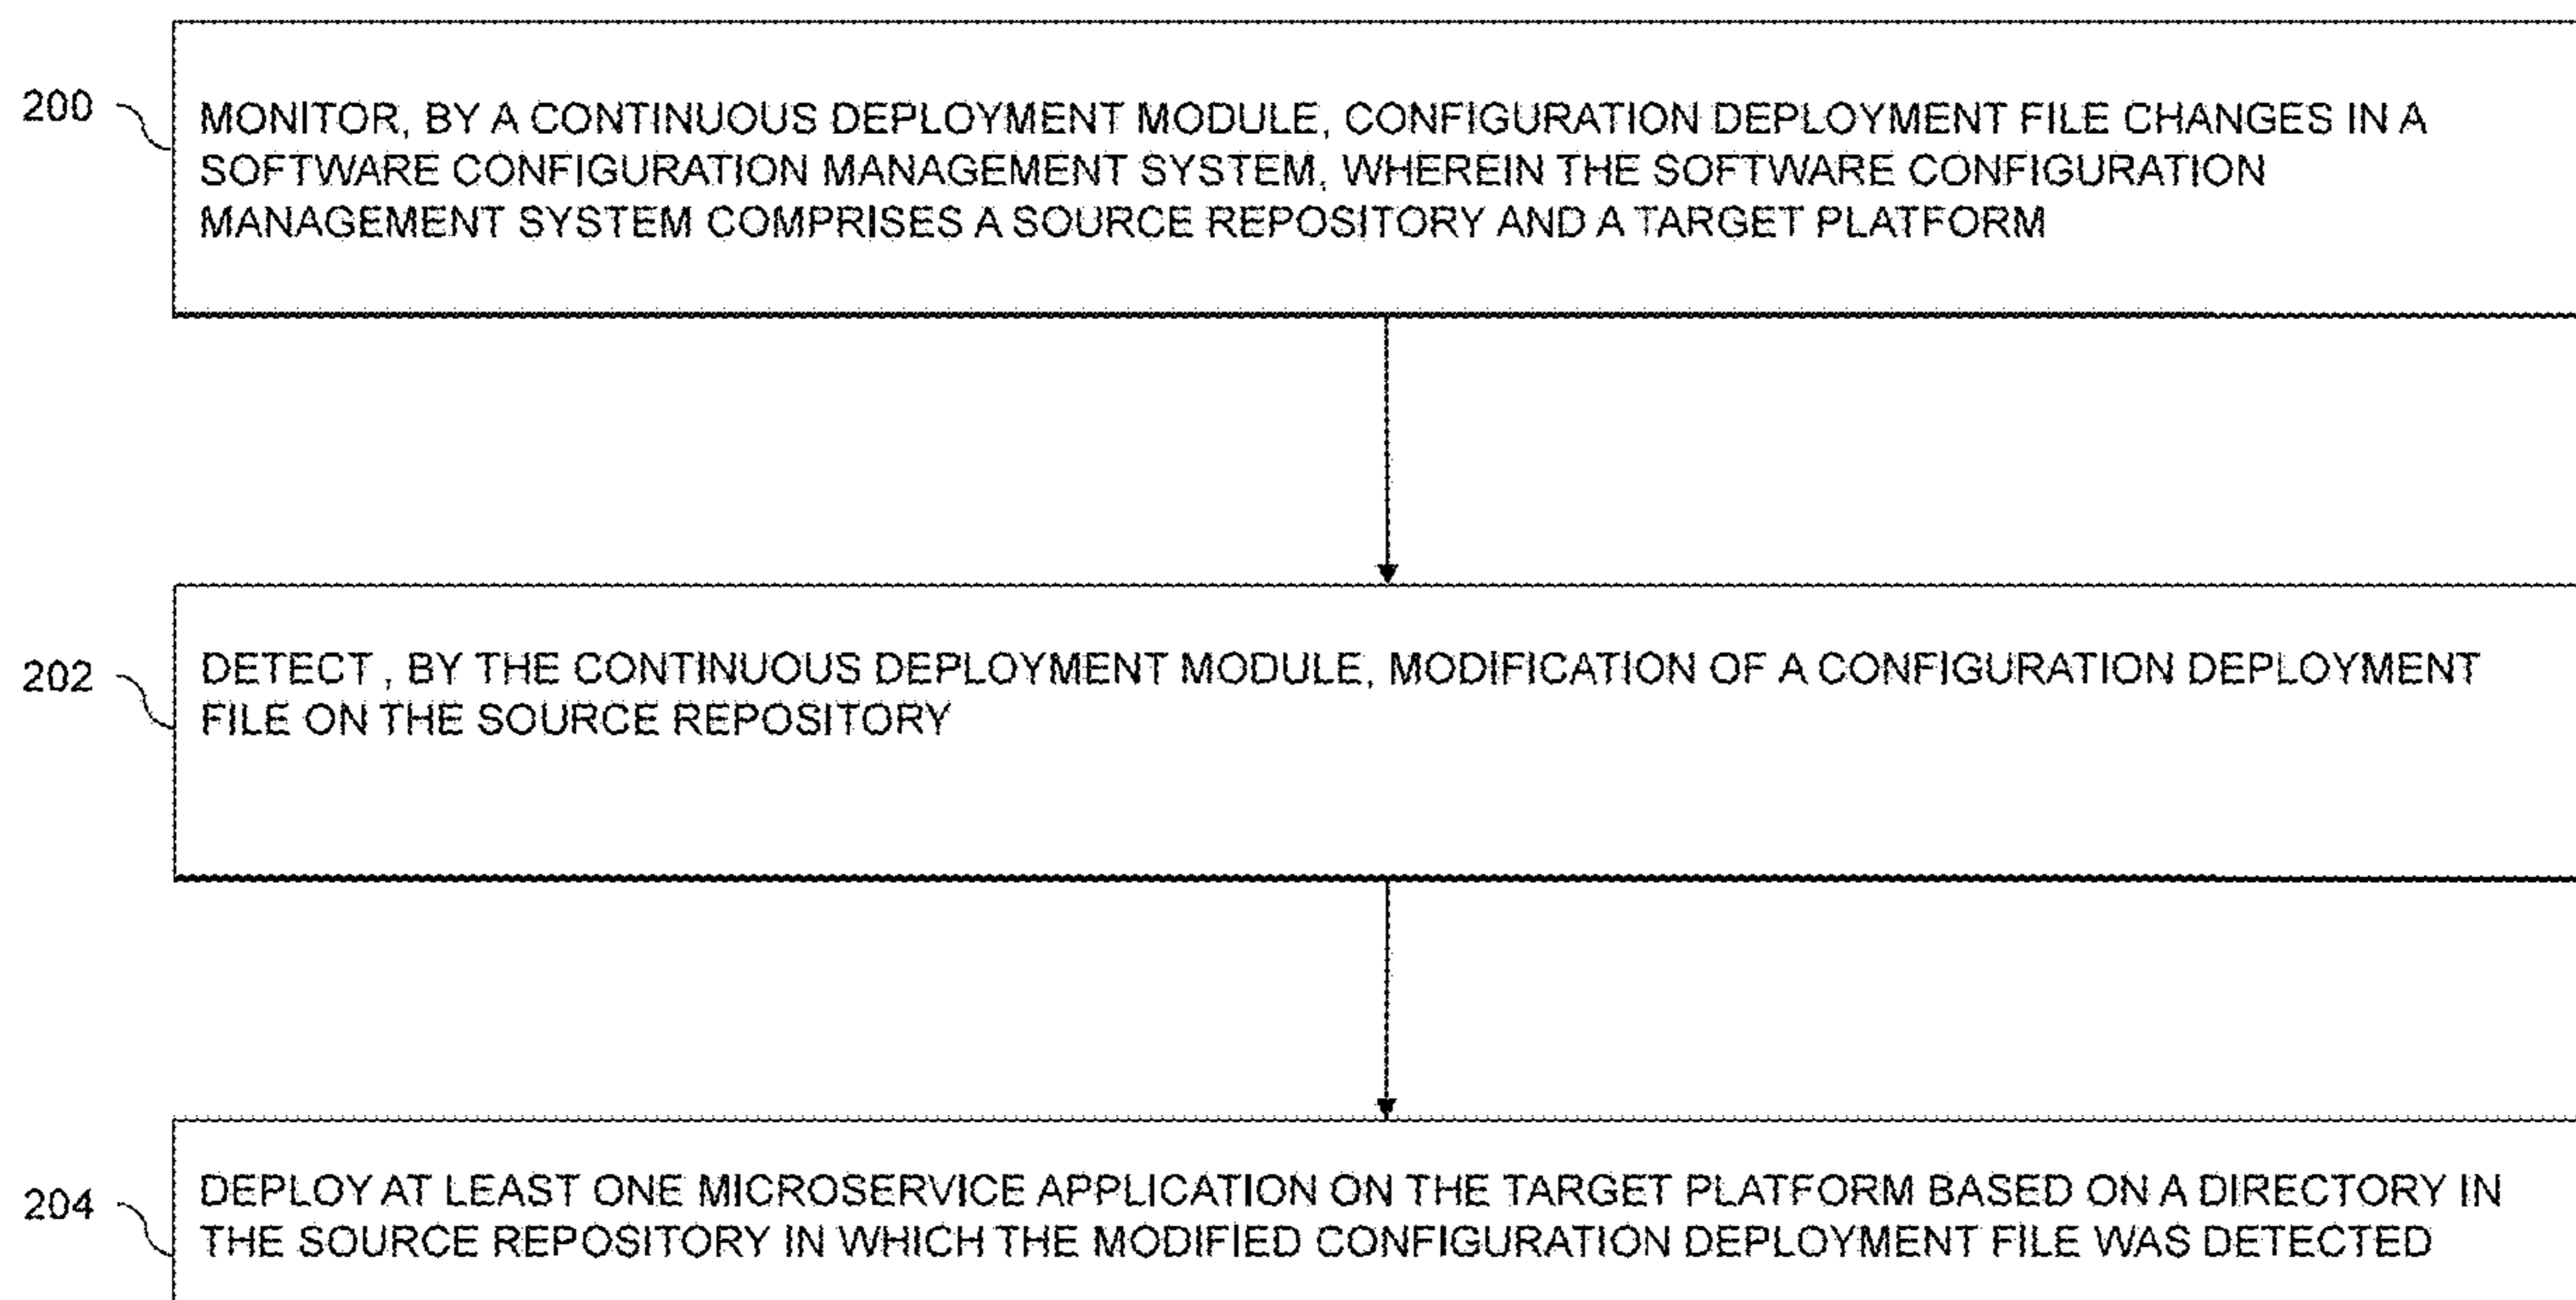 200
MONITOR, BY A CONTINUOUS DEPLOYMENT MODULE, CONFIGURATION DEPLOYMENT FILE CHANGES IN A
SOFTWARE CONFIGURATION MANAGEMENT SYSTEM, WHEREIN THE SOFTWARE CONFIGURATION
MANAGEMENT SYSTEM COMPRISES A SOURCE REPOSITORY AND A TARGET PLATFORM
202
DETECT , BY THE CONTINUOUS DEPLOYMENT MODULE, MODIFICATION OF A CONFIGURATION DEPLOYMENT
FILE ON THE SOURCE REPOSITORY
204
DEPLOY AT LEAST ONE MICROSERVICE APPLICATION ON THE TARGET PLATFORM BASED ON A DIRECTORY IN
THE SOURCE REPOSITORY IN WHICH THE MODIFIED CONFIGURATION DEPLOYMENT FILE WAS DETECTED